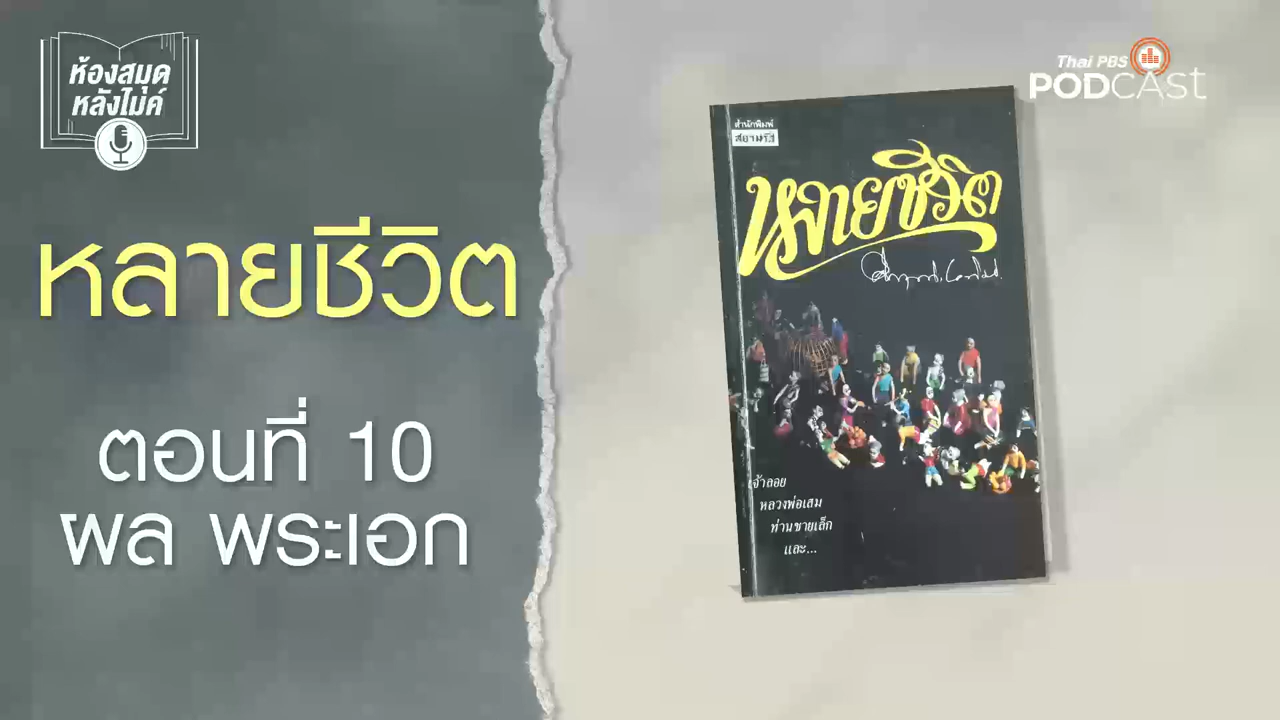 ห้องสมุด
หลังไมค์
Thai PBS
PODCAst
หลายชีวิต
ตอนที่ 10
ผล พระเอก
สำนักพิมพ์
สยามรัฐ
หลายชีวิต
เจ้าลอย
หลวงพ่อเสม
ท่านชายเล็ก
และ...